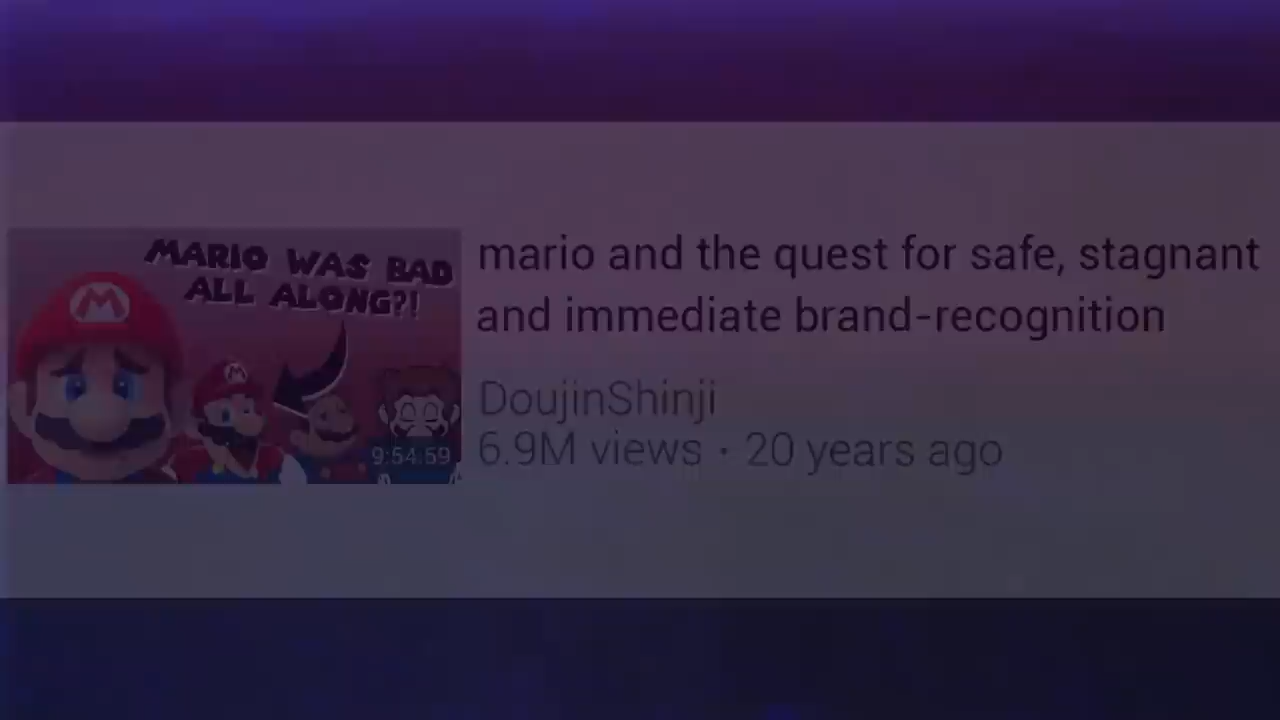 MARIO WAS BAD
ALL ALONG?!
M
M
9:54:59
mario and the quest for safe, stagnant
and immediate brand-recognition
DoujinShinji
6.9M views · 20 years ago